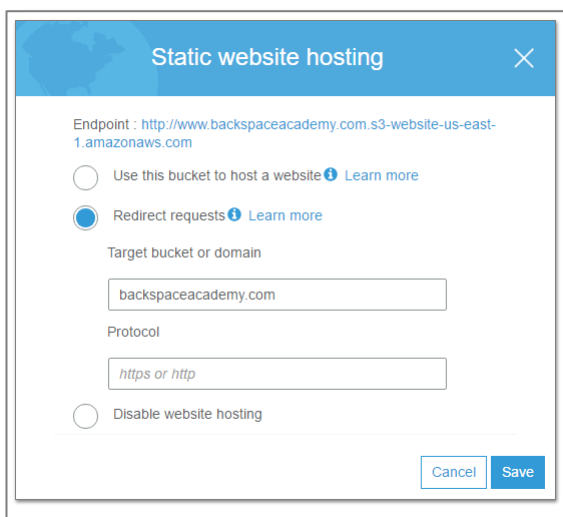 Static website hosting
Endpoint : http://www.backspaceacademy.com.s3-website-us-east-
1.amazonaws.com
Use this bucket to host a website Learn more
Redirect requests Learn more
Target bucket or domain
backspaceacademy.com
Protocol
https or http
Disable website hosting
Cancel Save